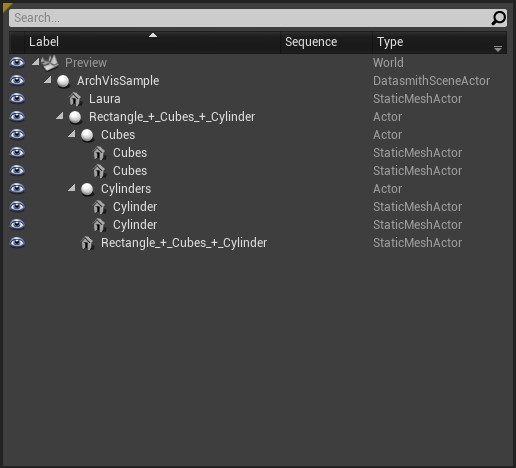 Search...
Label Sequence Type
Preview World
ArchVisSample DatasmithSceneActor
Laura StaticMeshActor
Rectangle_+_Cubes_+_Cylinder Actor
Cubes Actor
Cubes StaticMeshActor
Cubes StaticMeshActor
Cylinders Actor
Cylinder StaticMeshActor
Cylinder StaticMeshActor
Rectangle_+_Cubes_+_Cylinder StaticMeshActor